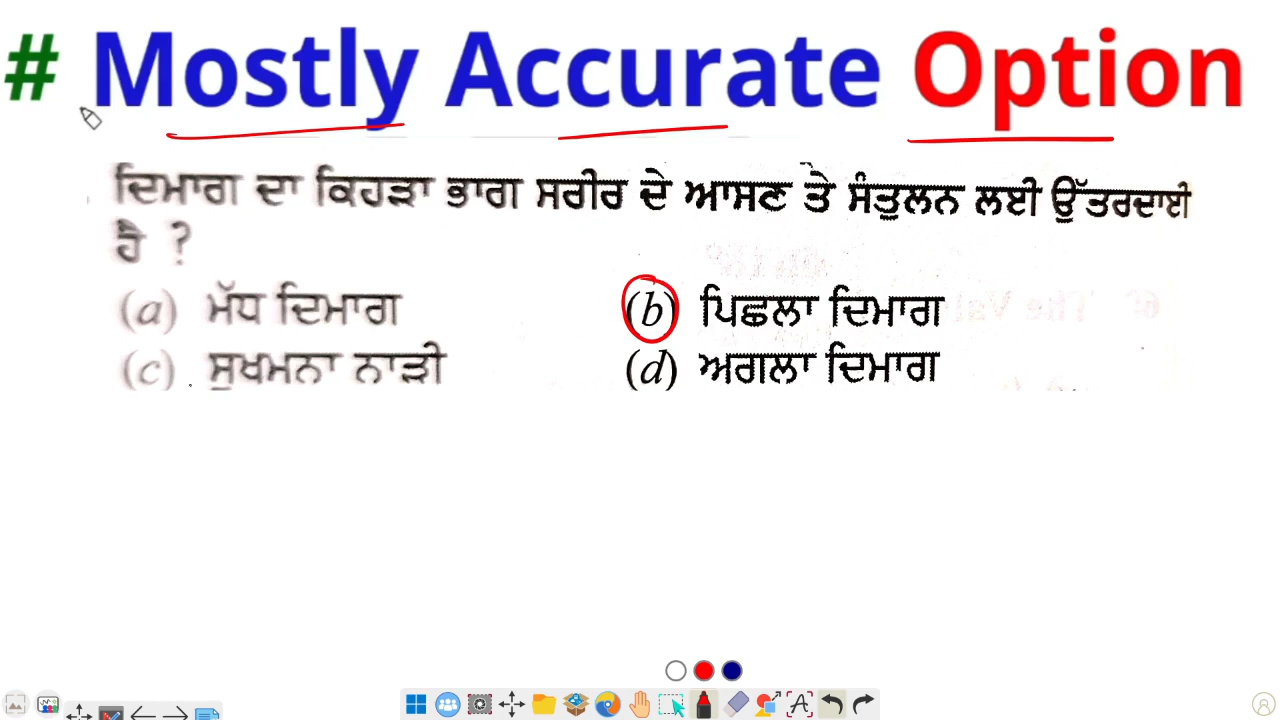 # Mostly Accurate Option
ਦਿਮਾਗ ਦਾ ਕਿਹੜਾ ਭਾਗ ਸਰੀਰ ਦੇ ਆਸਣ ਤੇ ਸੰਤੁਲਨ ਲਈ ਉੱਤਰਦਾਈ
ਹੈ ?
(a) ਮੱਧ ਦਿਮਾਗ (b) ਪਿਛਲਾ ਦਿਮਾਗ
(c) ਸੁਖਮਨਾ ਨਾੜੀ (d) ਅਗਲਾ ਦਿਮਾਗ